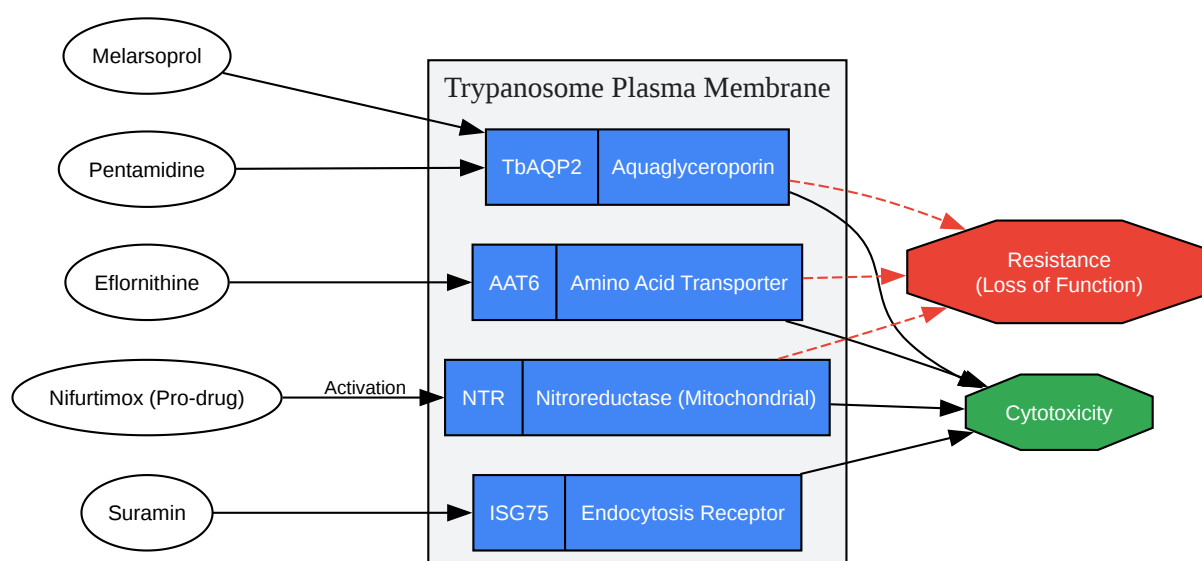 Melarsoprol
Trypanosome Plasma Membrane
TbAQP2 Aquaglyceroporin
Pentamidine
Resistance
(Loss of Function)
Eflornithine
AAT6 Amino Acid Transporter
Nifurtimox (Pro-drug)
Activation
NTR Nitroreductase (Mitochondrial)
Cytotoxicity
Suramin
ISG75 Endocytosis Receptor